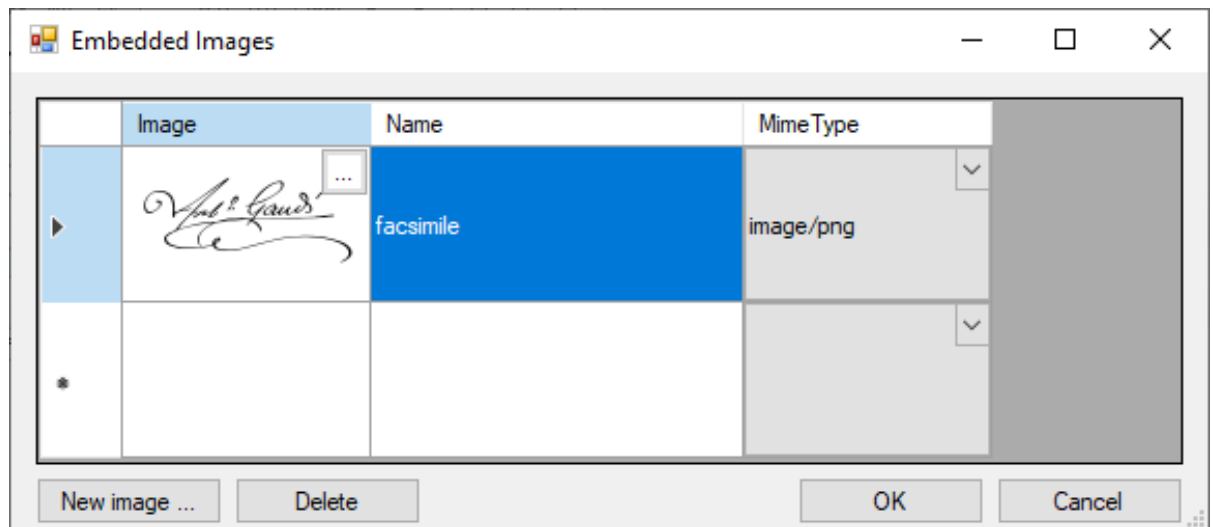 Embedded Images
Image Name MimeType
...
facsimile image/png
*
New image ... Delete OK Cancel